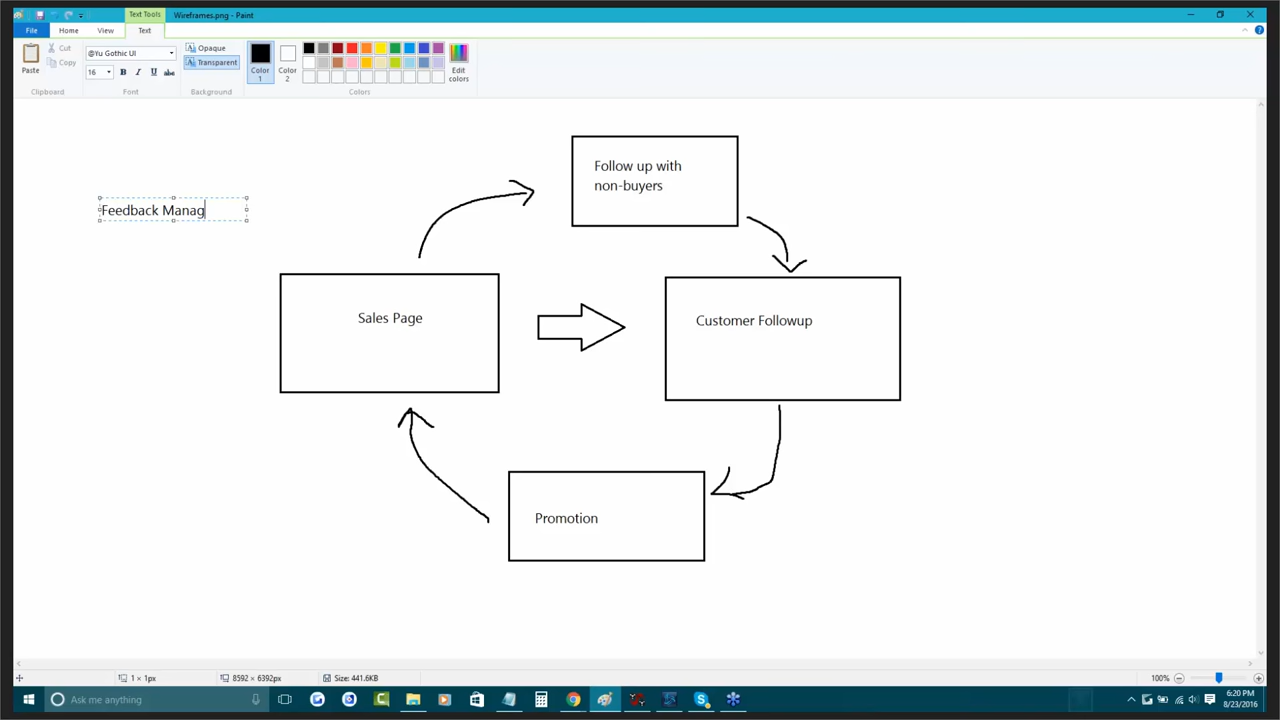 Text Tools
Wireframes.png - Paint
File
Home
View
Text
Paste
Cut
Copy
Clipboard
@Yu Gothic UI
16
B I U abc
Font
Opaque
Transparent
Background
Color 1
Color 2
Edit colors
Colors
Follow up with
non-buyers
Feedback Manag
Sales Page
Customer Followup
Promotion
1 × 1px
8592 × 6392px
Size: 441.6KB
100%
Ask me anything
6:20 PM
8/23/2016